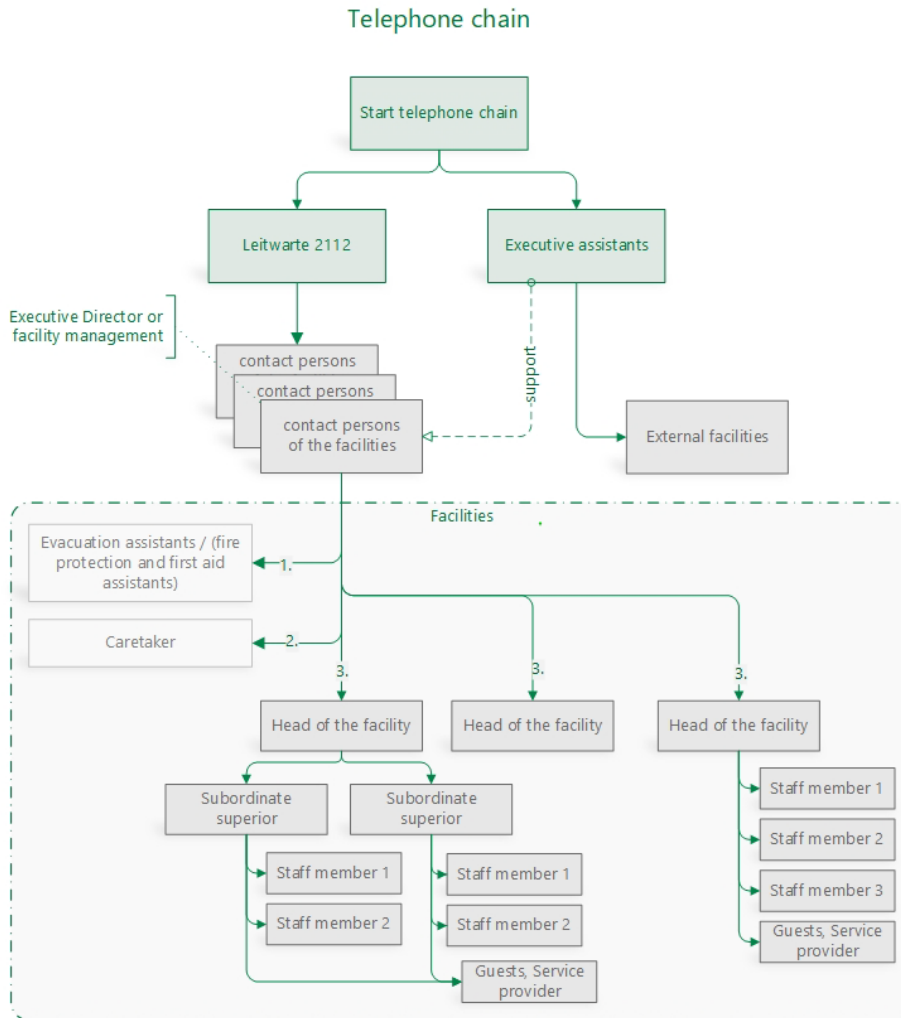 Telephone chain
Start telephone chain
Leitwarte 2112
Executive assistants
Executive Director or
facility management
contact persons
contact persons
contact persons
of the facilities
support
External facilities
Facilities
Evacuation assistants / (fire
protection and first aid
assistants)
1.
Caretaker
2.
3.
3.
3.
Head of the facility
Head of the facility
Head of the facility
Subordinate
superior
Subordinate
superior
Staff member 1
Staff member 2
Staff member 1
Staff member 2
Guests, Service
provider
Staff member 1
Staff member 2
Staff member 3
Guests, Service
provider